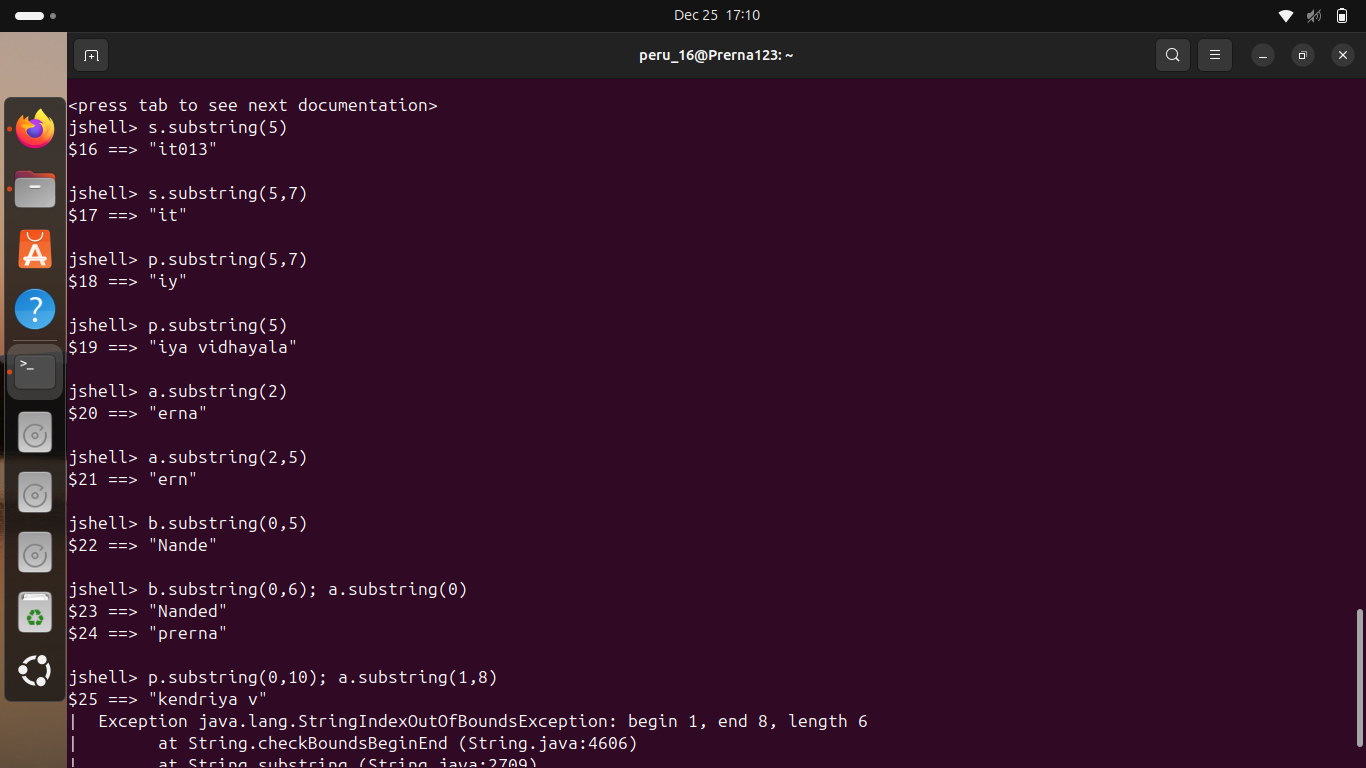 Dec 25 17:10
peru_16@Prerna123: ~
<press tab to see next documentation>
jshell> s.substring(5)
$16 ==> "it013"
jshell> s.substring(5,7)
$17 ==> "it"
jshell> p.substring(5,7)
$18 ==> "iy"
jshell> p.substring(5)
$19 ==> "iya vidhayala"
jshell> a.substring(2)
$20 ==> "erna"
jshell> a.substring(2,5)
$21 ==> "ern"
jshell> b.substring(0,5)
$22 ==> "Nande"
jshell> b.substring(0,6); a.substring(0)
$23 ==> "Nanded"
$24 ==> "prerna"
jshell> p.substring(0,10); a.substring(1,8)
$25 ==> "kendriya v"
|  Exception java.lang.StringIndexOutOfBoundsException: begin 1, end 8, length 6
|        at String.checkBoundsBeginEnd (String.java:4606)
|        at String.substring (String.java:2709)